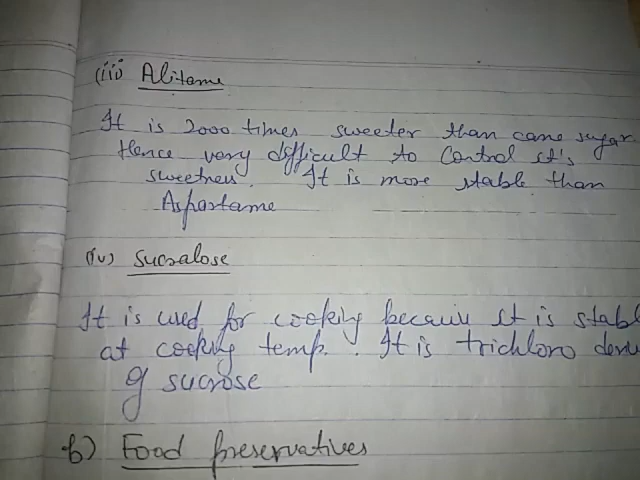 (iii) Alitame
It is 2000 times sweeter than cane sugar.
Hence very difficult to control it's
sweetness. It is more stable than
Aspartame
(iv) Sucralose
It is used for cooking because it is stabl
at cooking temp. It is trichloro deri
of sucrose
b) Food preservatives